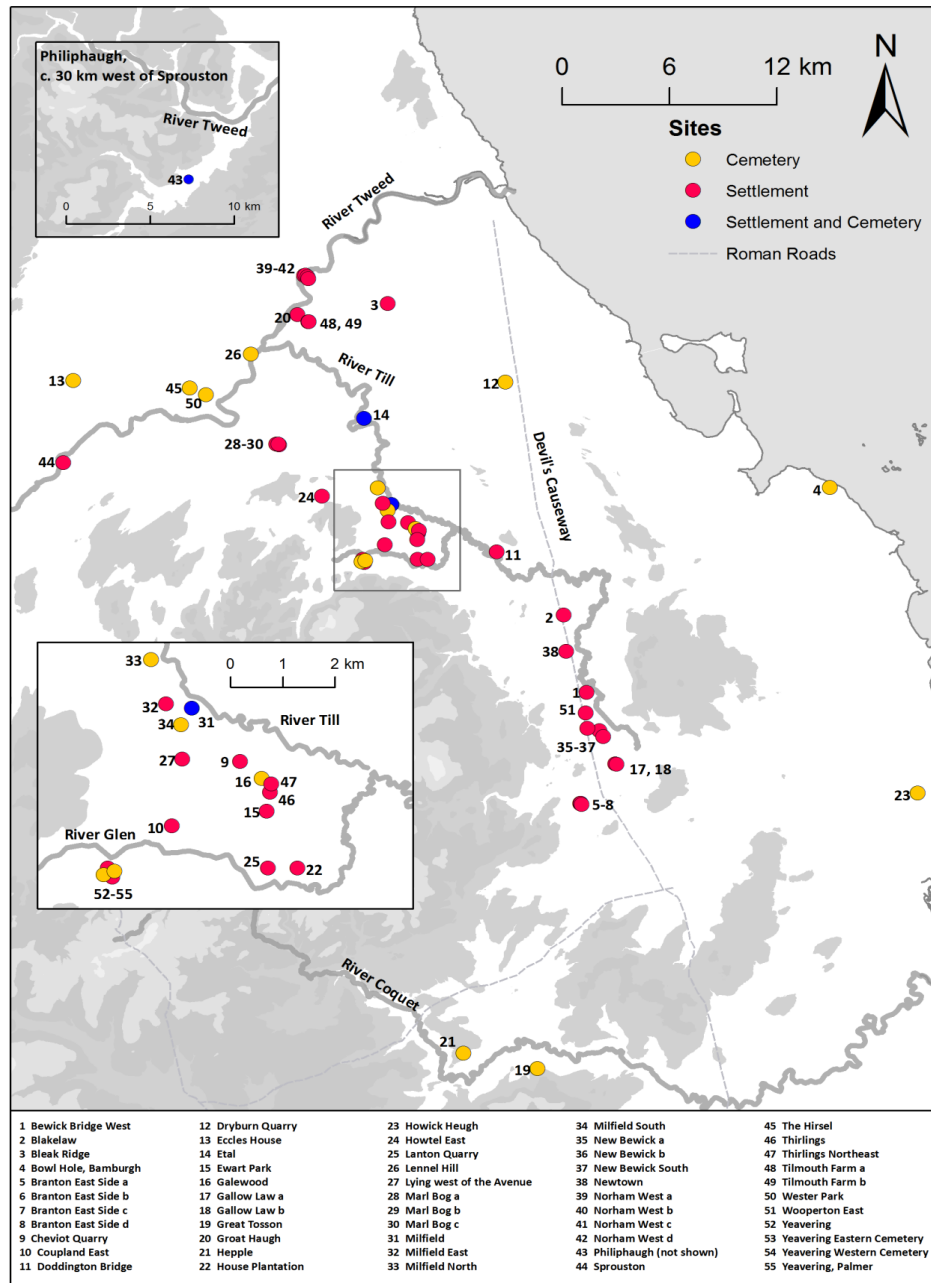 Philiphaugh,
c. 30 km west of Sprouston
River Tweed
43
0 5 10 km
0 6 12 km
N
Sites
Cemetery
Settlement
Settlement and Cemetery
Roman Roads
River Tweed
39-42
3
20
48, 49
26
River Till
13
45
50
12
14
28-30
44
Devil's Causeway
24
4
11
2
38
1
51
35-37
17, 18
5-8
23
33
0 1 2 km
32
31
River Till
34
27
9
16
47
46
15
10
River Glen
25
22
52-55
River Coquet
21
19
1 Bewick Bridge West
2 Blakelaw
3 Bleak Ridge
4 Bowl Hole, Bamburgh
5 Branton East Side a
6 Branton East Side b
7 Branton East Side c
8 Branton East Side d
9 Cheviot Quarry
10 Coupland East
11 Doddington Bridge
12 Dryburn Quarry
13 Eccles House
14 Etal
15 Ewart Park
16 Galewood
17 Gallow Law a
18 Gallow Law b
19 Great Tosson
20 Groat Haugh
21 Hepple
22 House Plantation
23 Howick Heugh
24 Howtel East
25 Lanton Quarry
26 Lennel Hill
27 Lying west of the Avenue
28 Marl Bog a
29 Marl Bog b
30 Marl Bog c
31 Milfield
32 Milfield East
33 Milfield North
34 Milfield South
35 New Bewick a
36 New Bewick b
37 New Bewick South
38 Newtown
39 Norham West a
40 Norham West b
41 Norham West c
42 Norham West d
43 Philiphaugh (not shown)
44 Sprouston
45 The Hirsel
46 Thirlings
47 Thirlings Northeast
48 Tilmouth Farm a
49 Tilmouth Farm b
50 Wester Park
51 Wooperton East
52 Yeavering
53 Yeavering Eastern Cemetery
54 Yeavering Western Cemetery
55 Yeavering, Palmer